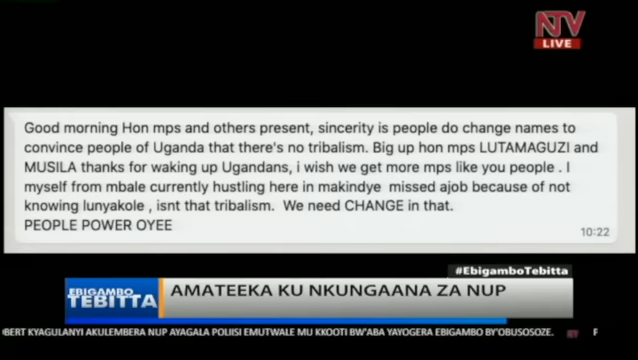 NTV
LIVE
Good morning Hon mps and others present, sincerity is people do change names to
convince people of Uganda that there's no tribalism. Big up hon mps LUTAMAGUZI and
MUSILA thanks for waking up Ugandans, i wish we get more mps like you people . I
myself from mbale currently hustling here in makindye missed ajob because of not
knowing lunyakole , isnt that tribalism. We need CHANGE in that.
PEOPLE POWER OYEE
10:22
#EbigamboTebitta
EBIGAMBO
TEBITTA
AMATEEKA KU NKUNGAANA ZA NUP
OBERT KYAGULANYI AKULEMBERA NUP AYAGALA POLIISI EMUTWALE MU KKOOTI BW'ABA YAYOGERA EBIGAMBO BY'OBUSOSOZE. NTV F